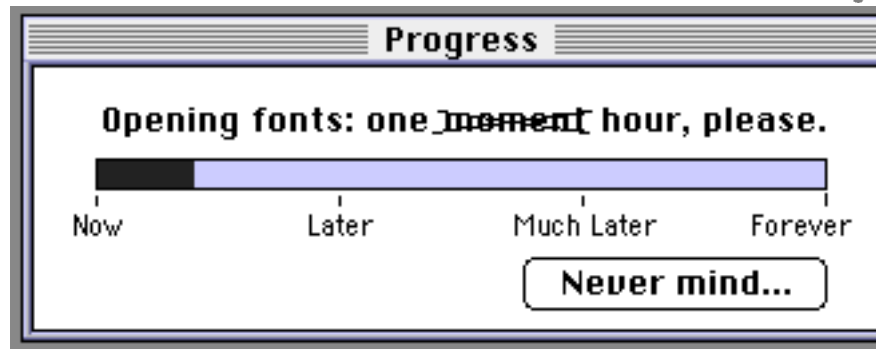 Progress
Opening fonts: one moment hour, please.
Now Later Much Later Forever
Never mind...